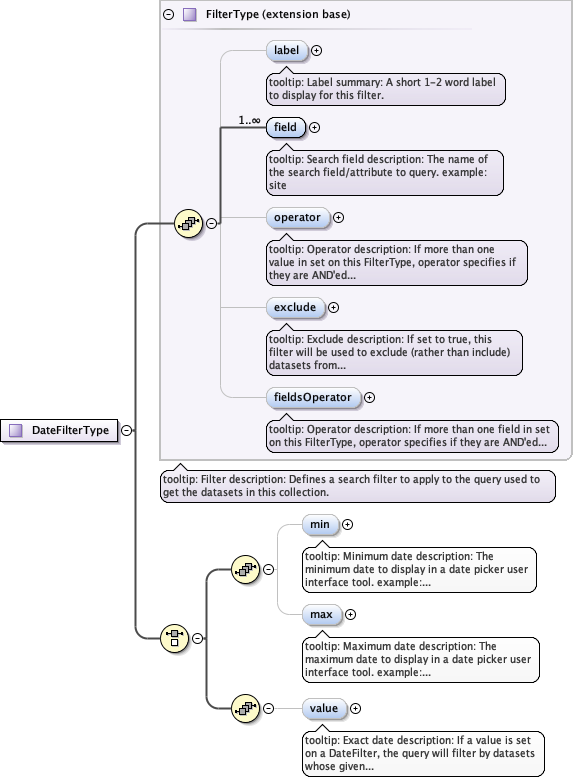 FilterType (extension base)
label
tooltip: Label summary: A short 1-2 word label
to display for this filter.
1..∞
field
tooltip: Search field description: The name of
the search field/attribute to query. example:
site
operator
tooltip: Operator description: If more than one
value in set on this FilterType, operator specifies if
they are AND'ed...
exclude
tooltip: Exclude description: If set to true, this
filter will be used to exclude (rather than include)
datasets from...
fieldsOperator
tooltip: Operator description: If more than one field in set
on this FilterType, operator specifies if they are AND'ed...
DateFilterType
tooltip: Filter description: Defines a search filter to apply to the query used to
get the datasets in this collection.
min
tooltip: Minimum date description: The
minimum date to display in a date picker user
interface tool. example:...
max
tooltip: Maximum date description: The
maximum date to display in a date picker user
interface tool. example:...
value
tooltip: Exact date description: If a value is set
on a DateFilter, the query will filter by datasets
whose given...